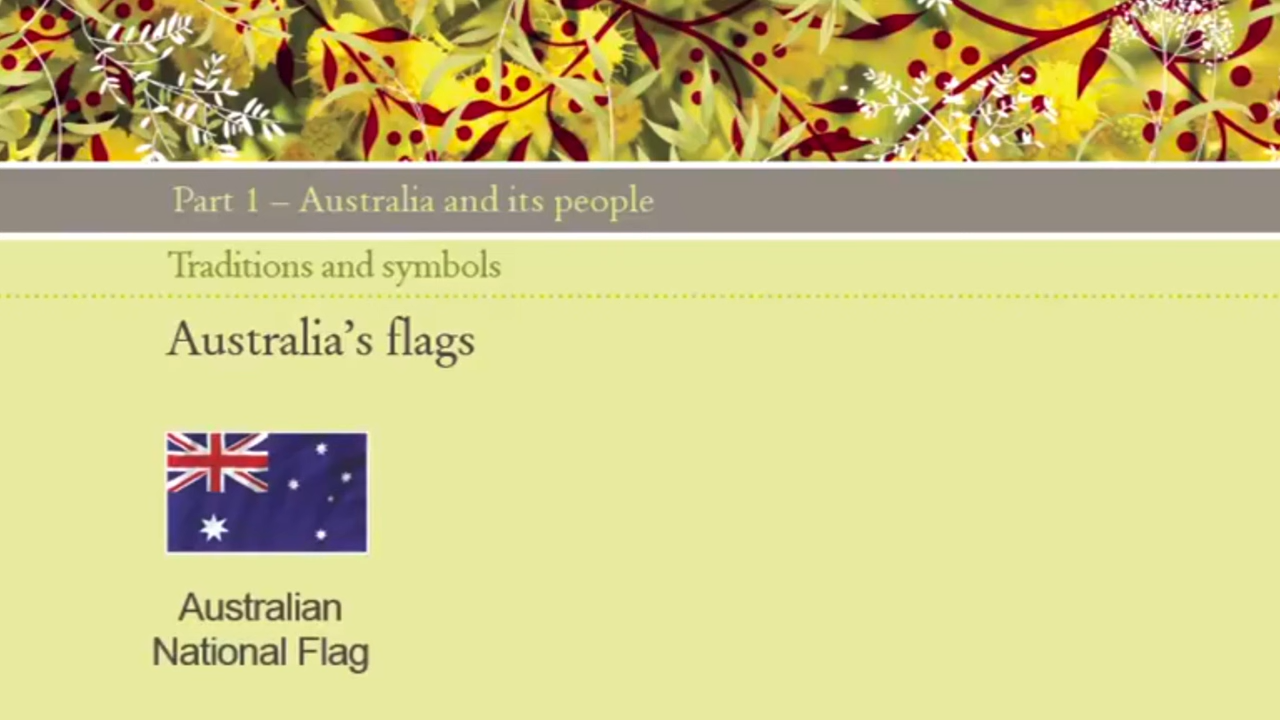 Part 1 – Australia and its people
Traditions and symbols
Australia’s flags
Australian
National Flag